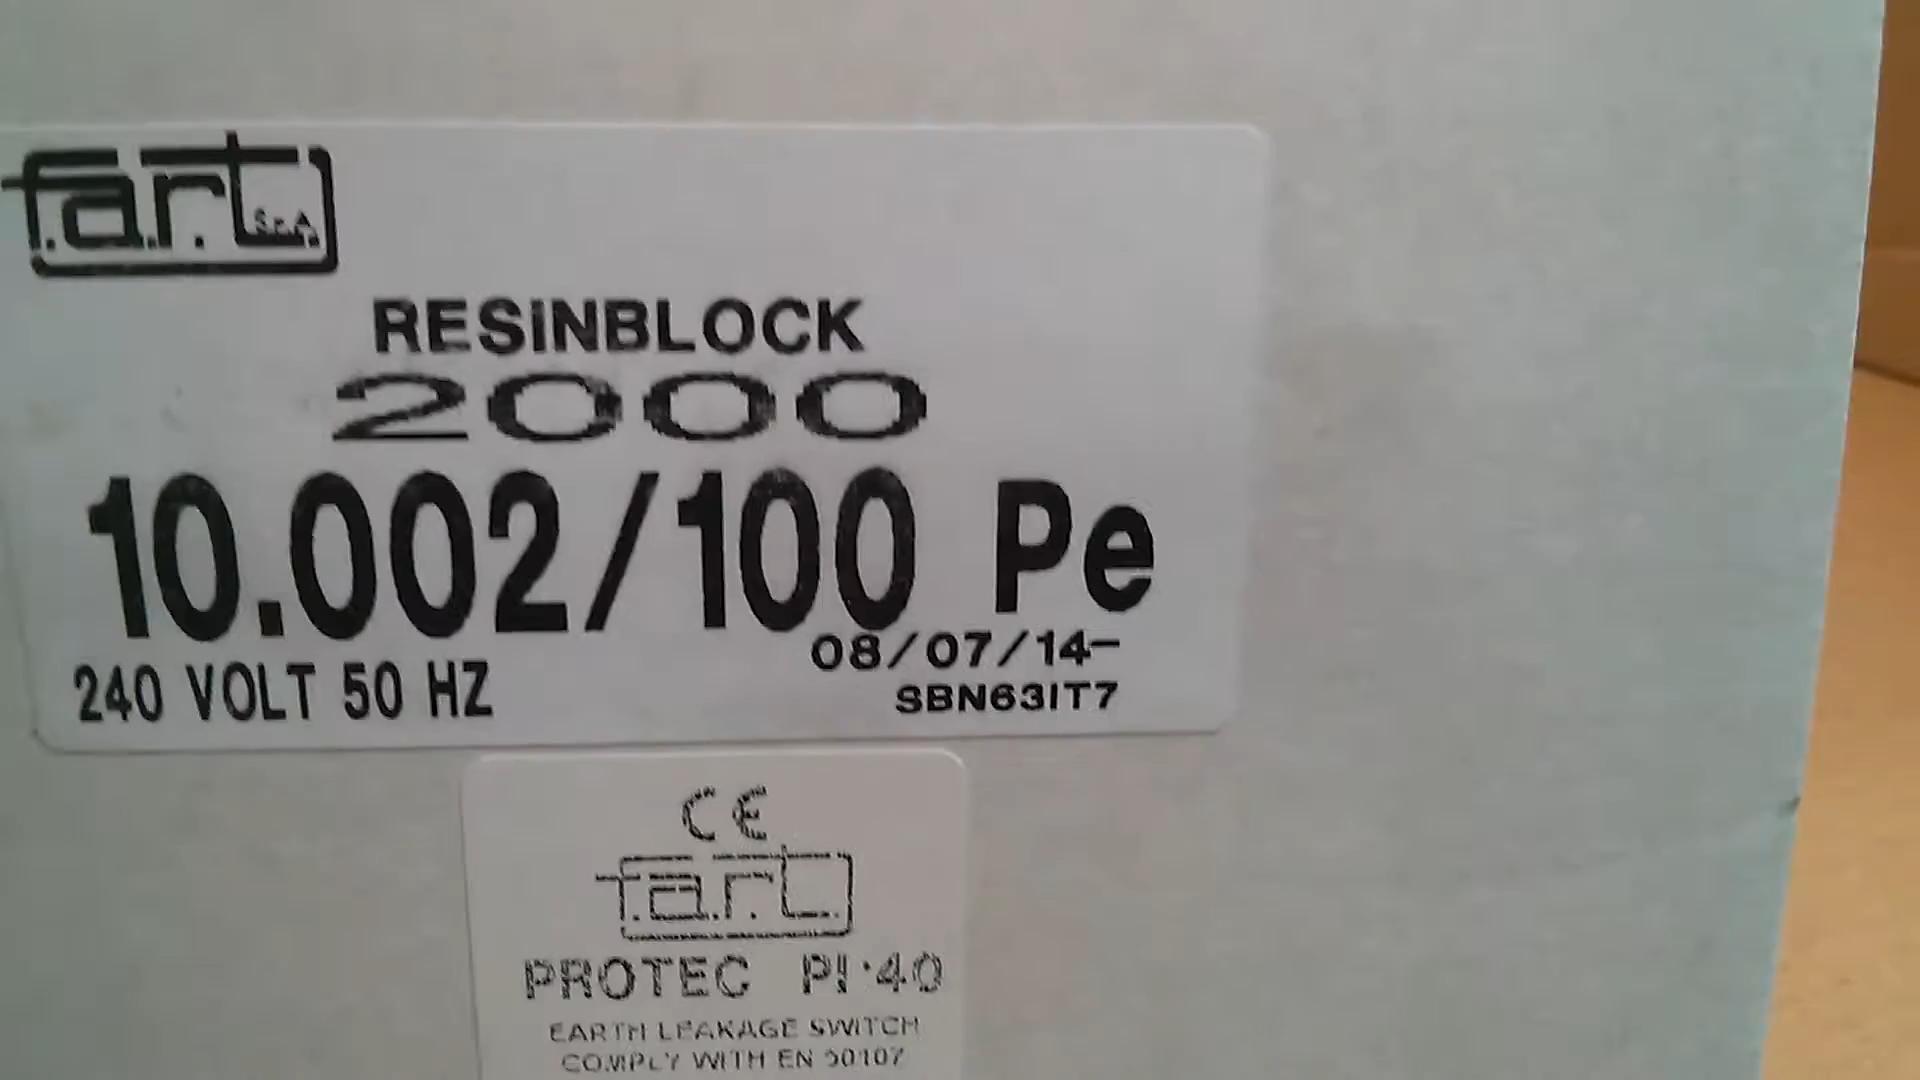 f.a.r.t. S.p.A.
RESINBLOCK
2000
10.002/100 Pe
08/07/14-
240 VOLT 50 HZ
SBN63IT7
CE
f.a.r.t.
PROTEC PI·40
EARTH LEAKAGE SWITCH
COMPLY WITH EN 50107